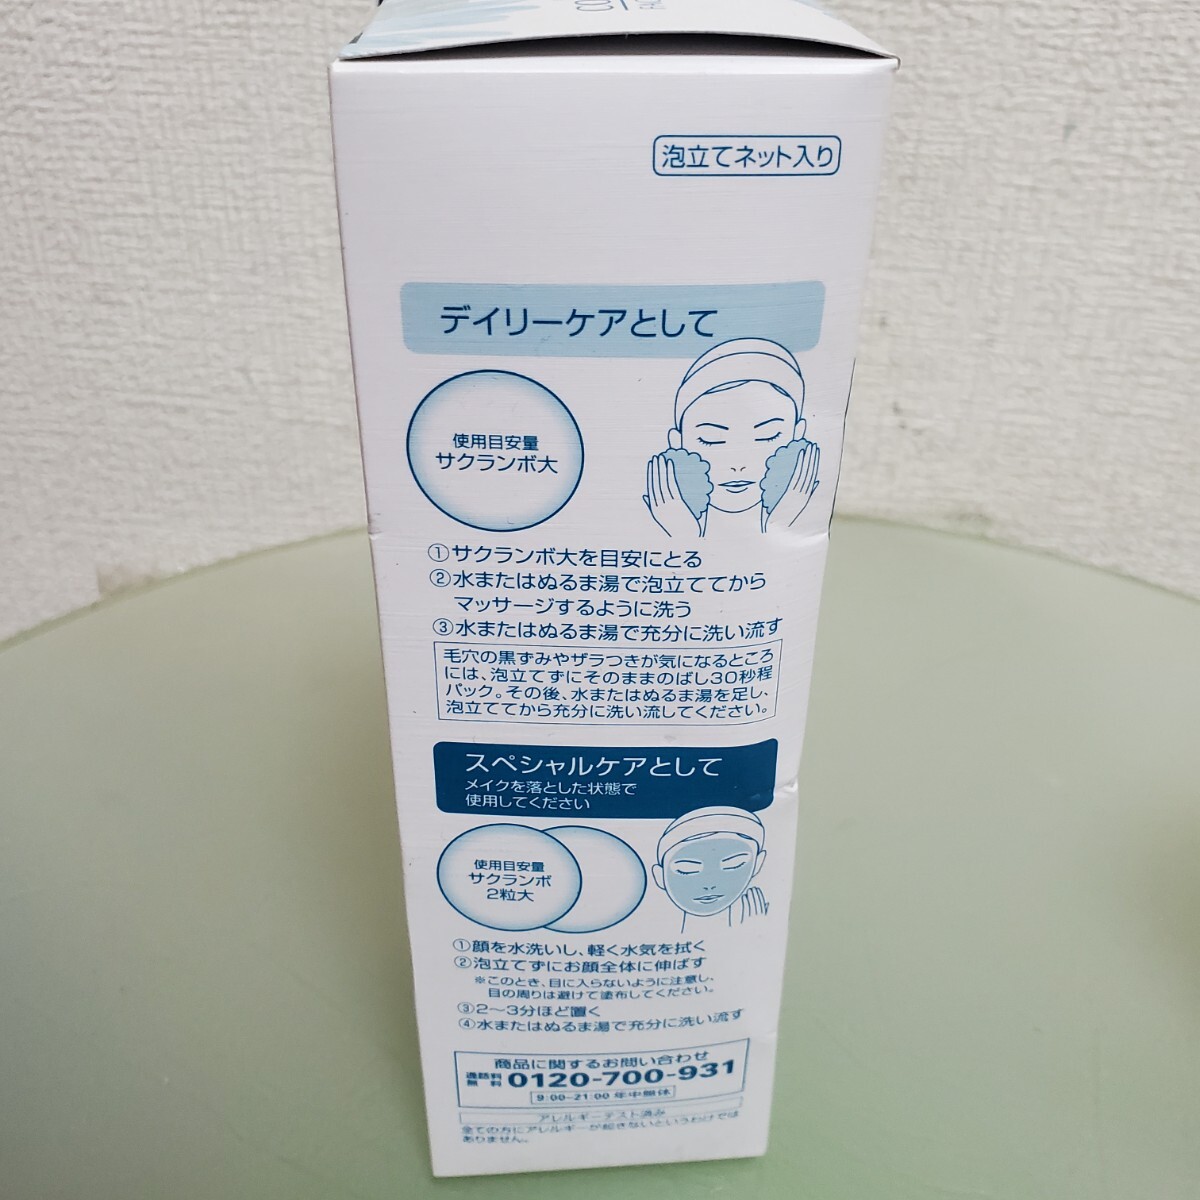 泡立てネット入り
デイリーケアとして
使用目安量
サクランボ大
①サクランボ大を目安にとる
②水またはぬるま湯で泡立ててから
マッサージするように洗う
③水またはぬるま湯で充分に洗い流す
毛穴の黒ずみやザラつきが気になるところ
には、泡立てずにそのままのばし30秒程
パック。その後、水またはぬるま湯を足し、
泡立ててから充分に洗い流してください。
スペシャルケアとして
メイクを落とした状態で
使用してください
使用目安量
サクランボ
2粒大
①顔を水洗いし、軽く水気を拭く
②泡立てずにお顔全体に伸ばす
※このとき、目に入らないように注意し、
目の周りは避けて塗布してください。
③2〜3分ほど置く
④水またはぬるま湯で充分に洗い流す
商品に関するお問い合わせ
通話料
無料 0120-700-931
9:00-21:00 年中無休
アレルギーテスト済み
全ての方にアレルギーが起きないというわけでは
ありません。